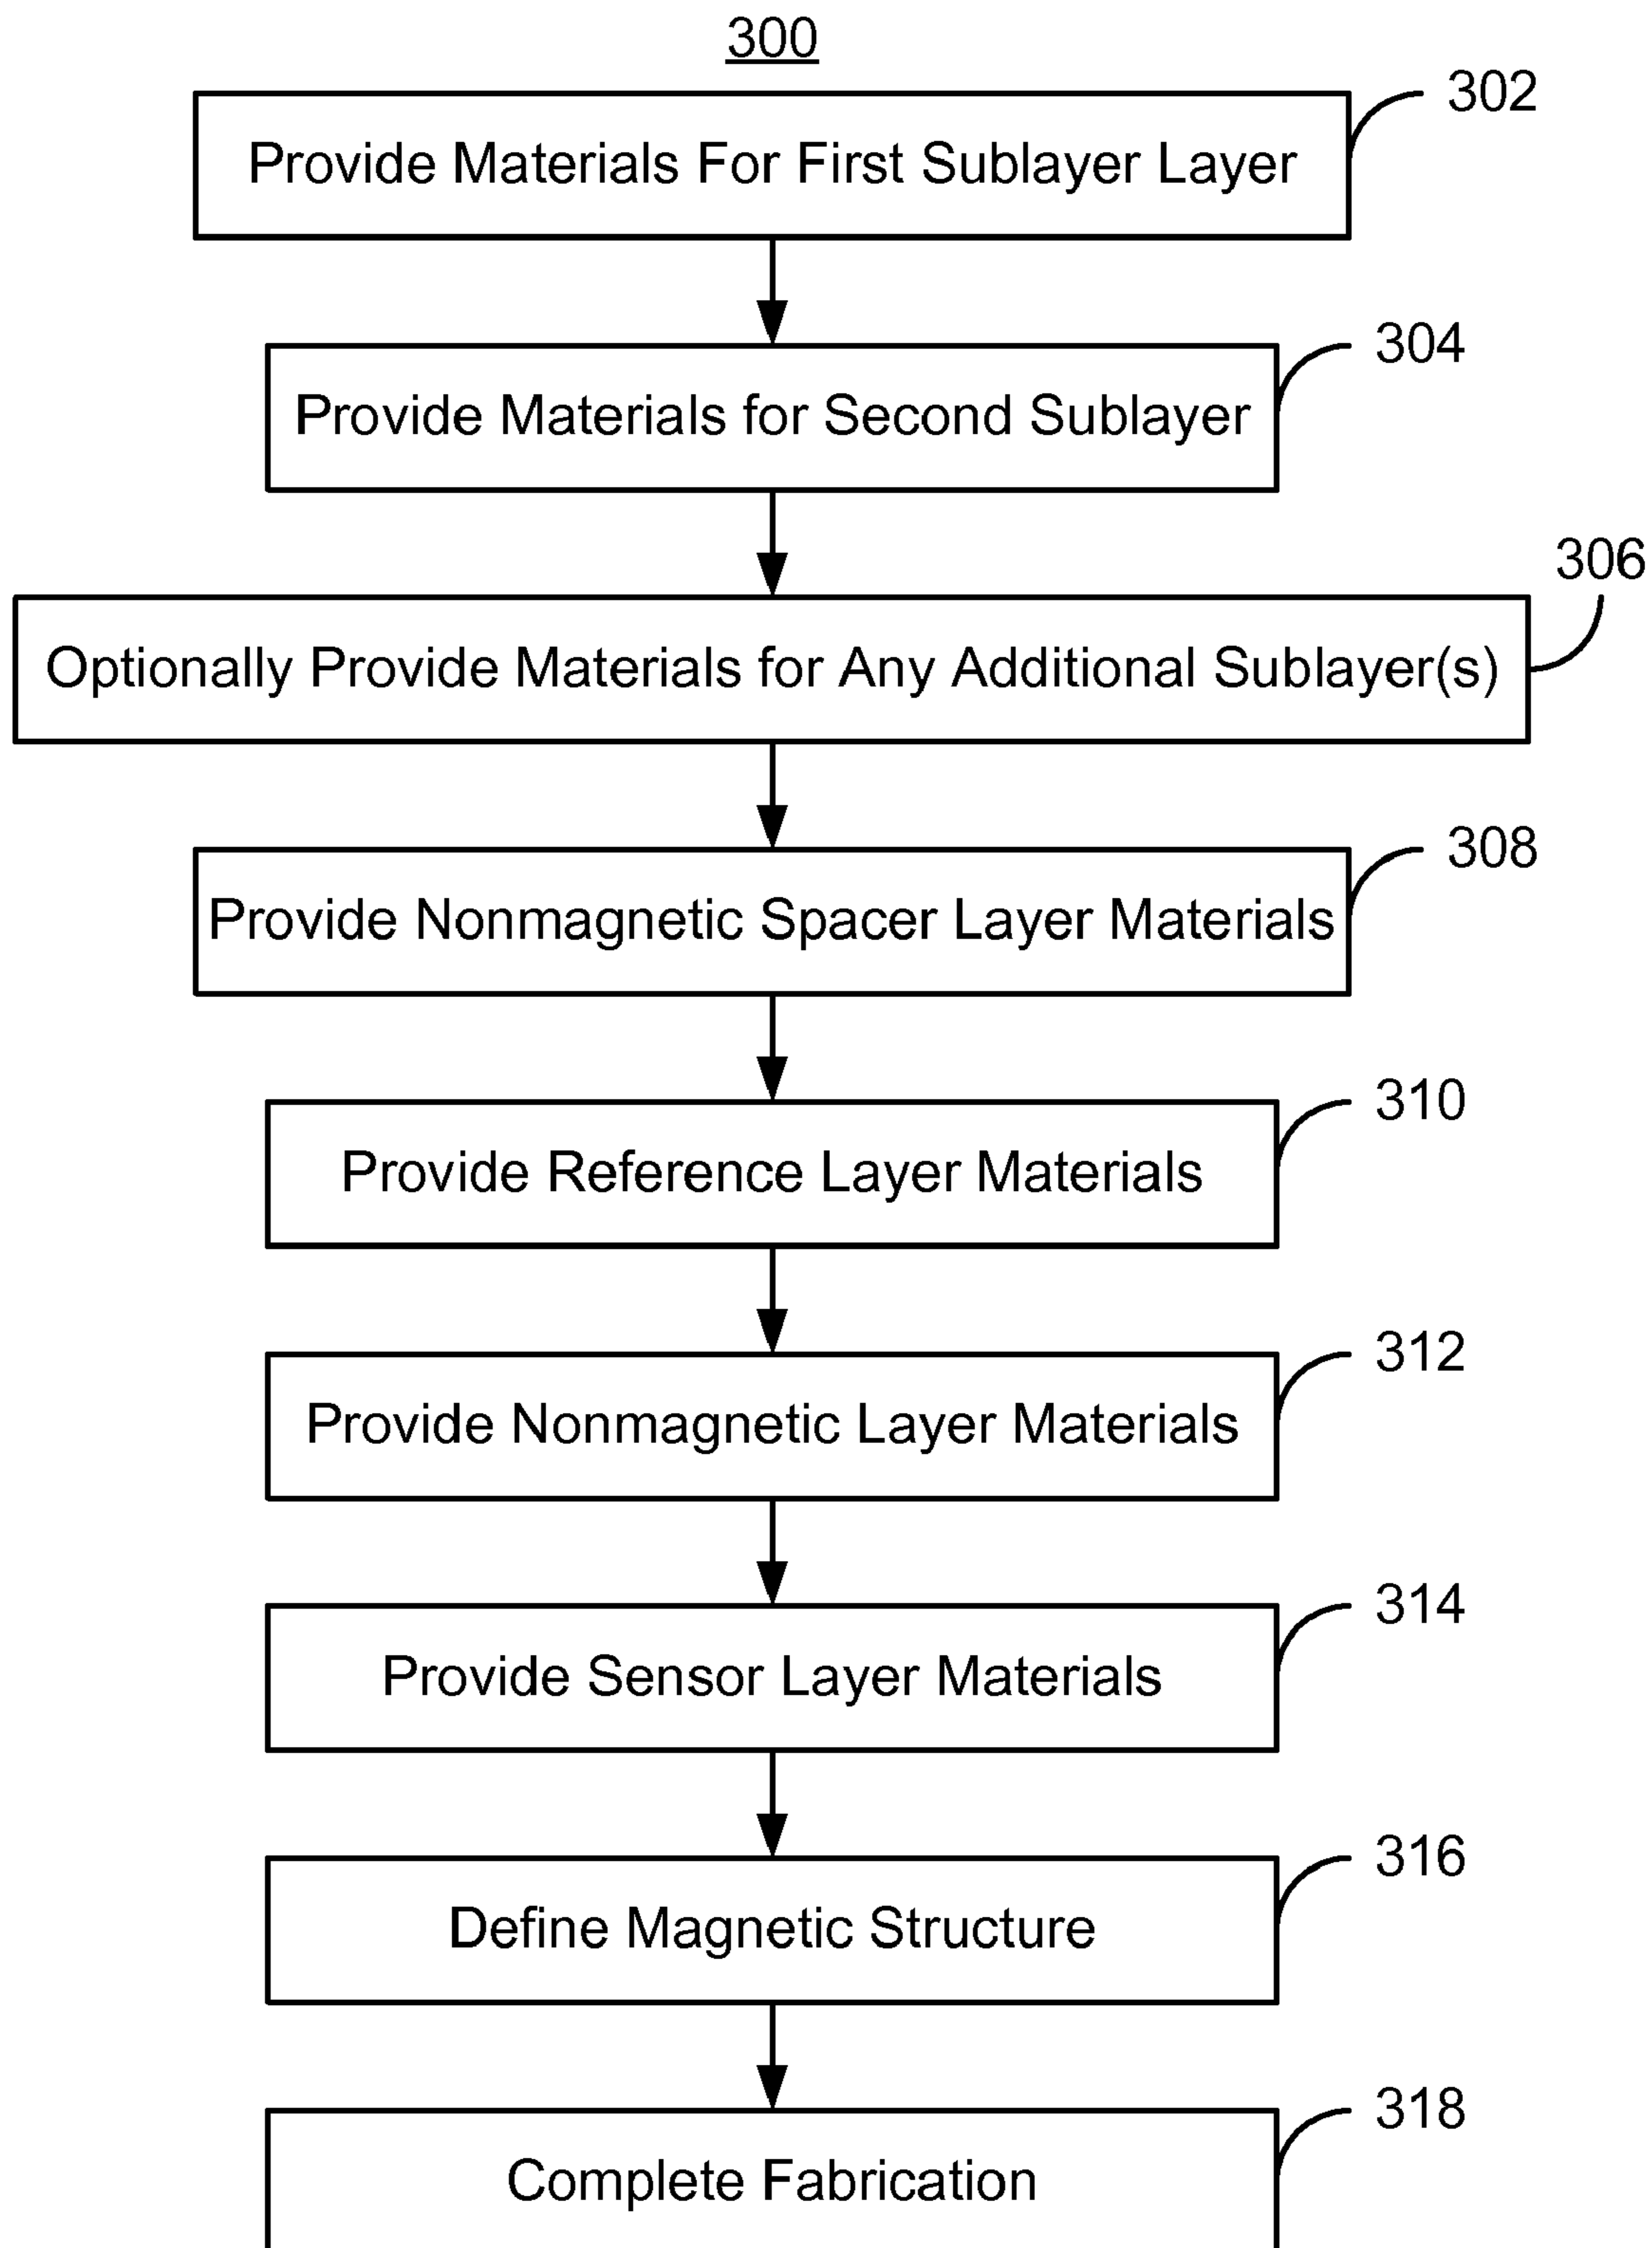 300
302
Provide Materials For First Sublayer Layer
304
Provide Materials for Second Sublayer
306
Optionally Provide Materials for Any Additional Sublayer(s)
308
Provide Nonmagnetic Spacer Layer Materials
310
Provide Reference Layer Materials
312
Provide Nonmagnetic Layer Materials
314
Provide Sensor Layer Materials
316
Define Magnetic Structure
318
Complete Fabrication